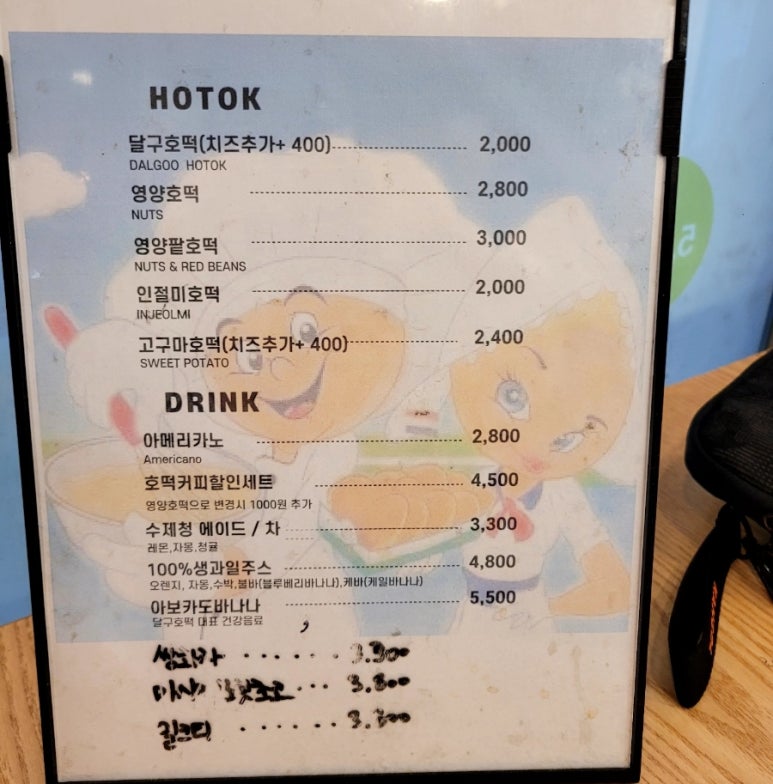 HOTOK
달구호떡(치즈추가+ 400) 2,000
DALGOO HOTOK
영양호떡 2,800
NUTS
영양팥호떡 3,000
NUTS & RED BEANS
인절미호떡 2,000
INJEOLMI
고구마호떡(치즈추가+ 400) 2,400
SWEET POTATO
DRINK
아메리카노 2,800
Americano
호떡커피할인세트 4,500
영양호떡으로 변경시 1000원 추가
수제청 에이드 / 차 3,300
레몬,자몽,청귤
100%생과일주스 4,800
오렌지, 자몽,수박,불바(블루베리바나나),케바(케일바나나)
아보카도바나나 5,500
달구호떡 대표 건강음료
3.300
3.300
5